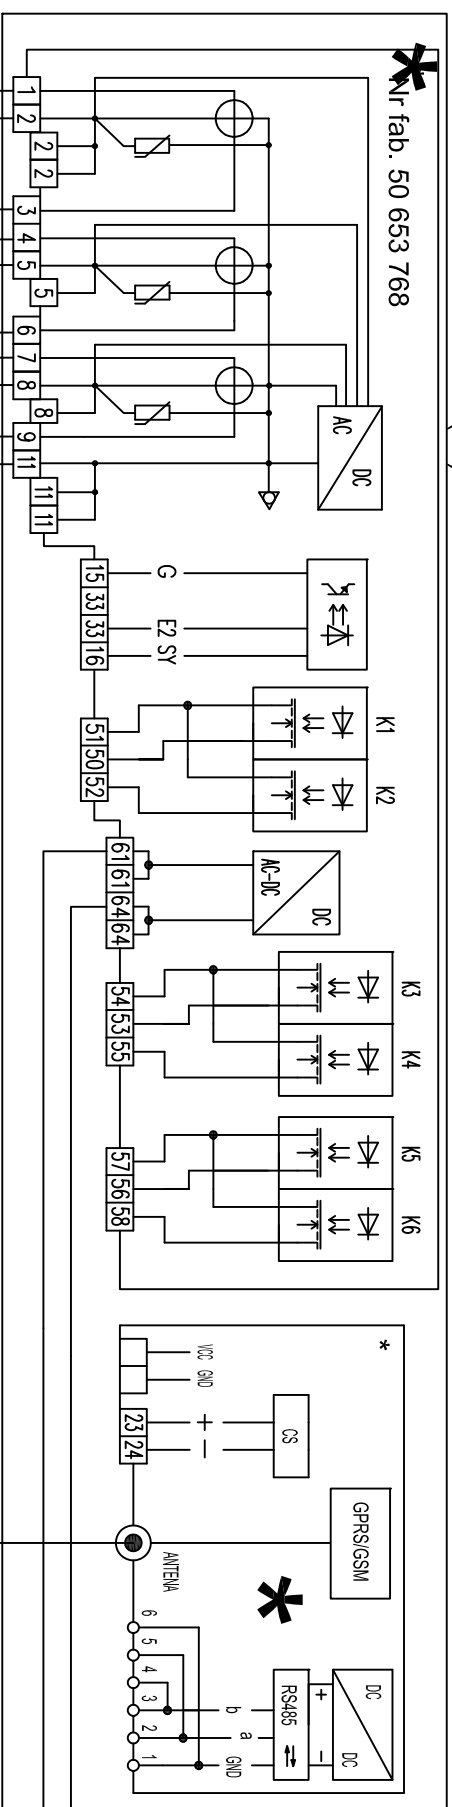 * Nr fab. 50 653 768
1
2
2
2
3
4
5
5
6
7
8
8
9
11
11
11
AC
DC
15
33
33
16
G
E2
SY
51
50
52
K1
K2
61
61
64
64
AC-DC
DC
54
53
55
K3
K4
57
56
58
K5
K6
*
VCC
GND
23
24
+
−
CS
GPRS/GSM
ANTENA
*
6
5
4
3
2
1
b
a
GND
RS485
+
−
DC
DC